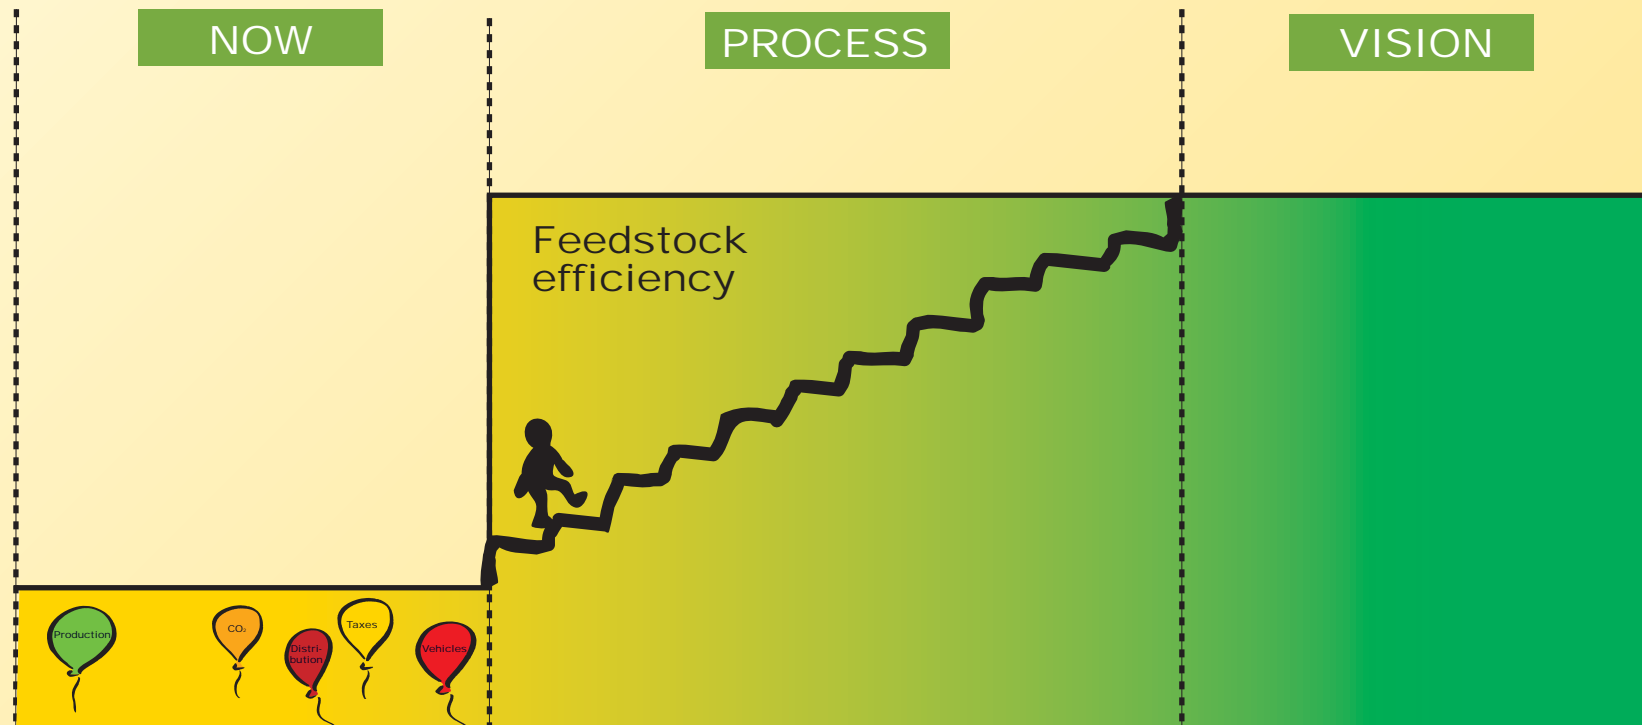 NOW
PROCESS
VISION
Feedstock
efficiency
Production
CO₂
Distri-
bution
Taxes
Vehicles